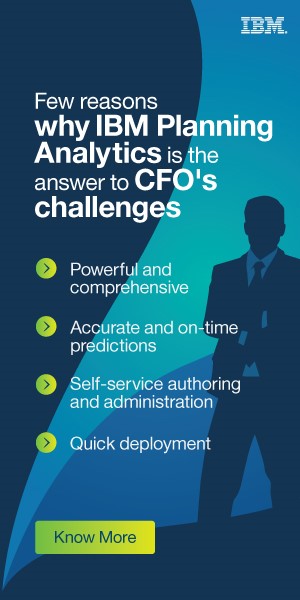 IBM.
Few reasons
why IBM Planning
Analytics is the
answer to CFO's
challenges
Powerful and
comprehensive
Accurate and on-time
predictions
Self-service authoring
and administration
Quick deployment
Know More